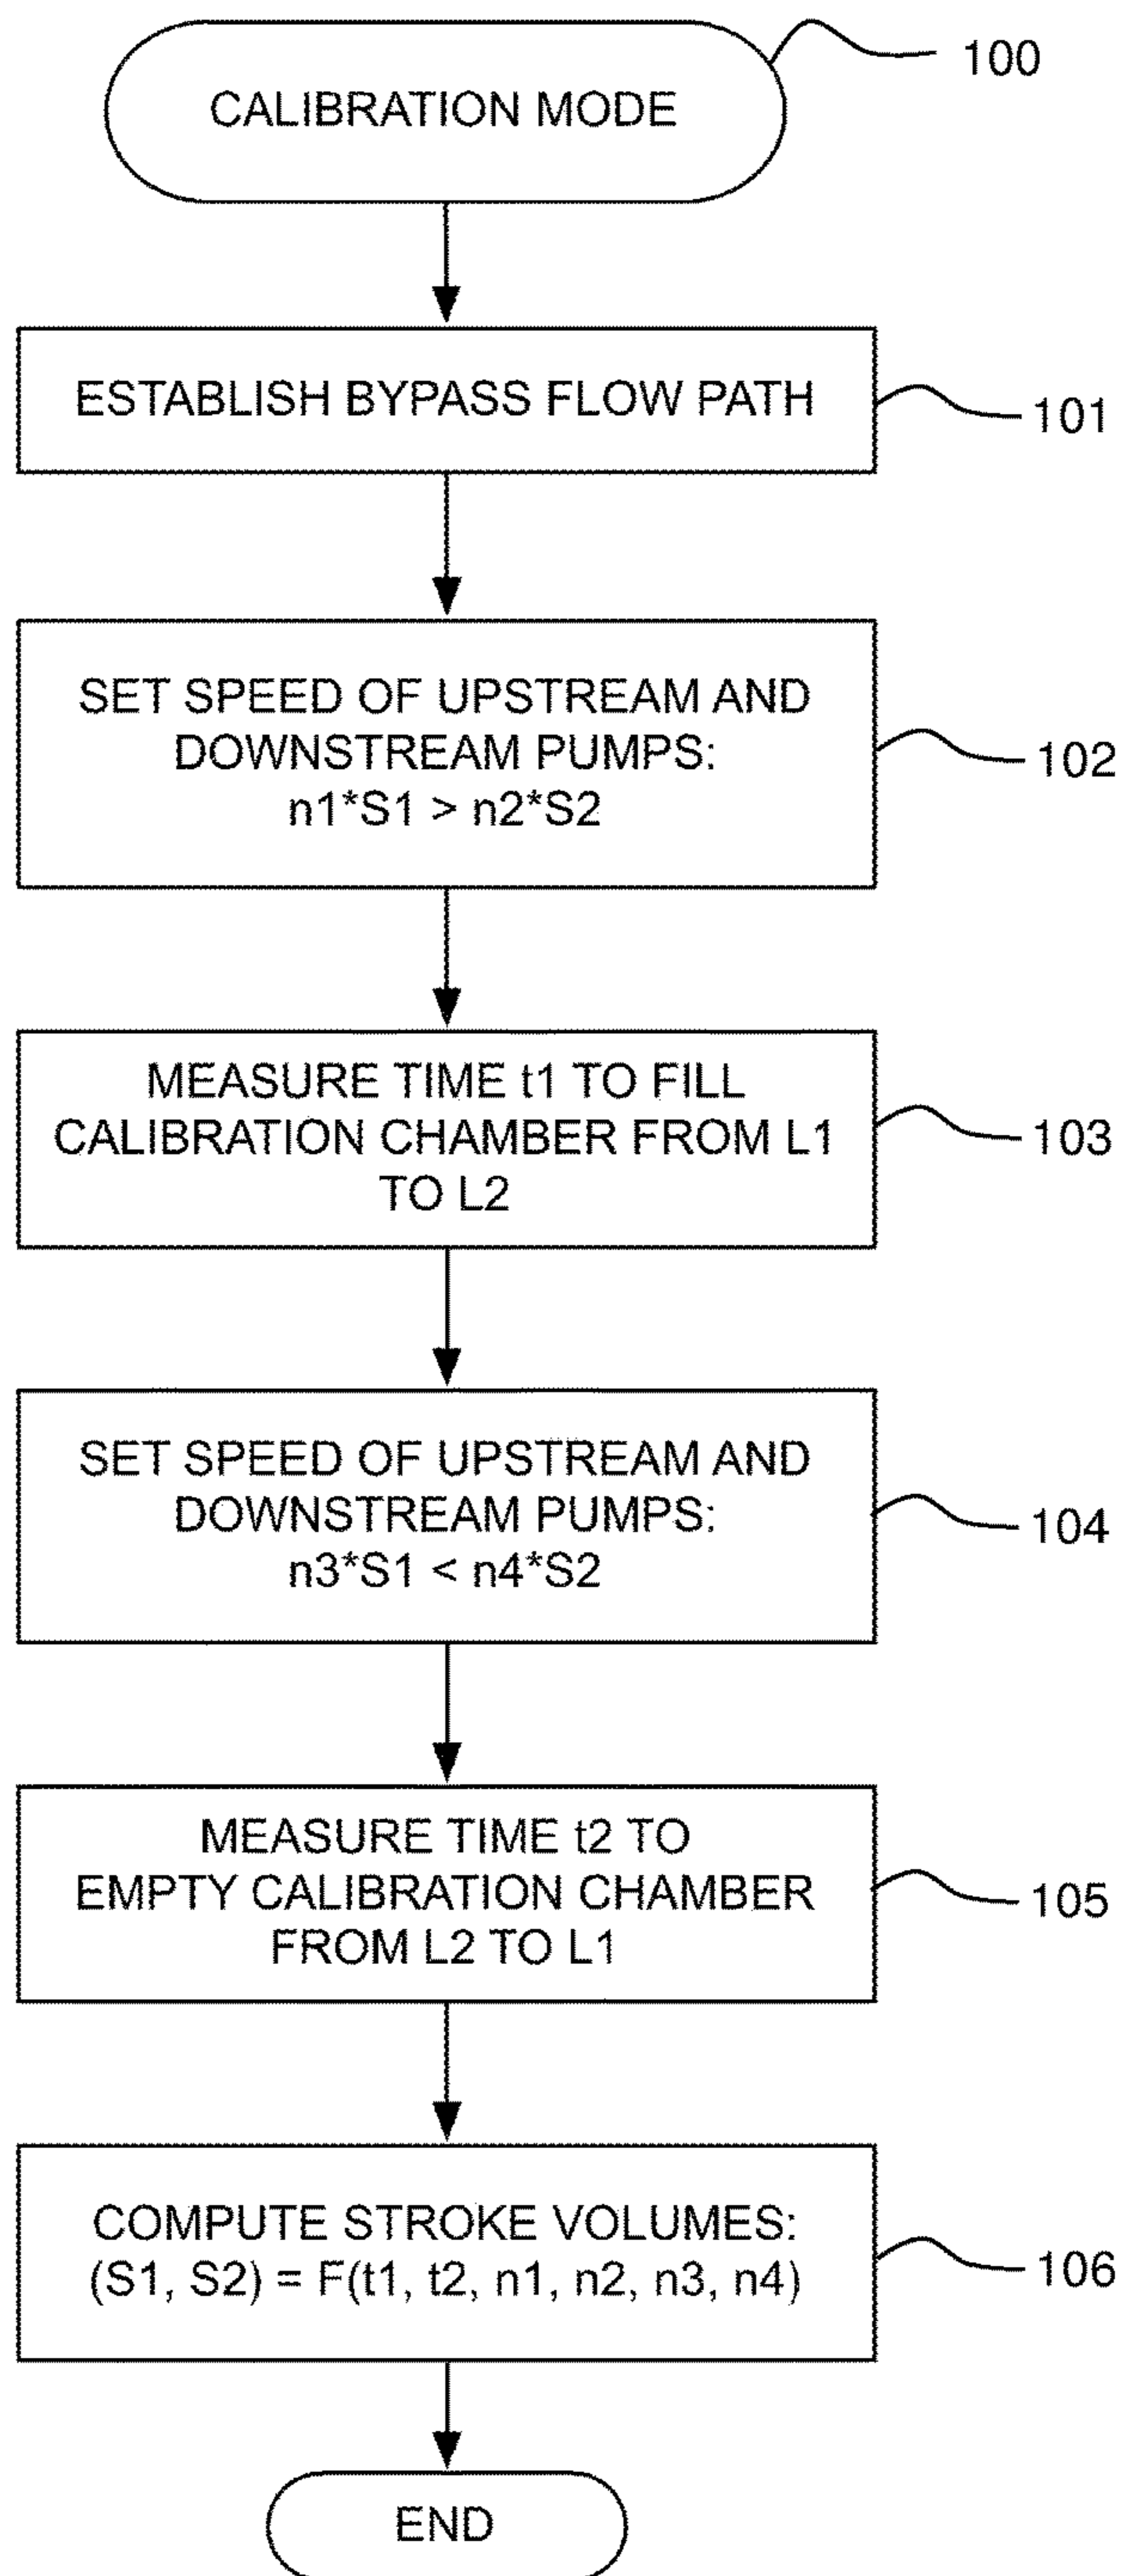 CALIBRATION MODE
100
ESTABLISH BYPASS FLOW PATH
101
SET SPEED OF UPSTREAM AND
DOWNSTREAM PUMPS:
n1*S1 > n2*S2
102
MEASURE TIME t1 TO FILL
CALIBRATION CHAMBER FROM L1
TO L2
103
SET SPEED OF UPSTREAM AND
DOWNSTREAM PUMPS:
n3*S1 < n4*S2
104
MEASURE TIME t2 TO
EMPTY CALIBRATION CHAMBER
FROM L2 TO L1
105
COMPUTE STROKE VOLUMES:
(S1, S2) = F(t1, t2, n1, n2, n3, n4)
106
END